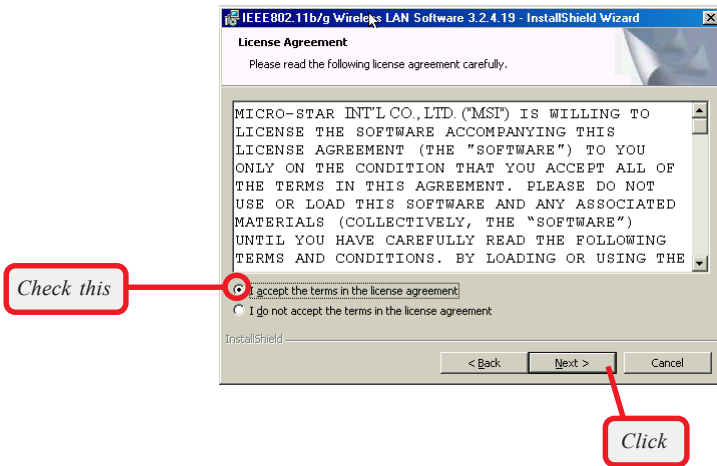 IEEE802.11b/g Wireless LAN Software 3.2.4.19 - InstallShield Wizard
License Agreement
Please read the following license agreement carefully.
MICRO-STAR INT'L CO., LTD. ("MSI") IS WILLING TO
LICENSE THE SOFTWARE ACCOMPANYING THIS
LICENSE AGREEMENT (THE "SOFTWARE") TO YOU
ONLY ON THE CONDITION THAT YOU ACCEPT ALL OF
THE TERMS IN THIS AGREEMENT. PLEASE DO NOT
USE OR LOAD THIS SOFTWARE AND ANY ASSOCIATED
MATERIALS (COLLECTIVELY, THE “SOFTWARE”)
UNTIL YOU HAVE CAREFULLY READ THE FOLLOWING
TERMS AND CONDITIONS. BY LOADING OR USING THE
Check this
I accept the terms in the license agreement
I do not accept the terms in the license agreement
InstallShield
< Back Next > Cancel
Click